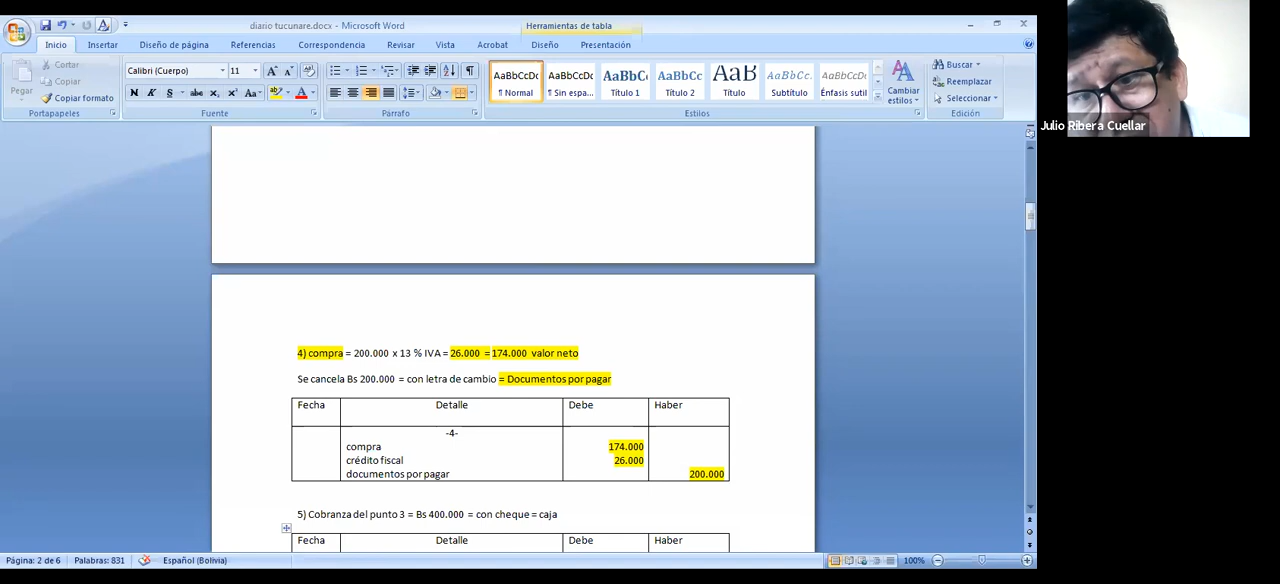 diario tucunare.docx - Microsoft Word
Herramientas de tabla
Inicio
Insertar
Diseño de página
Referencias
Correspondencia
Revisar
Vista
Acrobat
Diseño
Presentación
Pegar
Cortar
Copiar
Copiar formato
Portapapeles
Calibri (Cuerpo)
11
Fuente
Párrafo
AaBbCcDc
¶ Normal
AaBbCcDc
¶ Sin espa...
AaBbC
Título 1
AaBbCc
Título 2
AaB
Título
AaBbCc.
Subtítulo
AaBbCcDc
Énfasis sutil
Cambiar
estilos
Estilos
Buscar
Reemplazar
Seleccionar
Edición
Julio Ribera Cuellar
4) compra = 200.000 x 13 % IVA = 26.000 = 174.000 valor neto
Se cancela Bs 200.000 = con letra de cambio = Documentos por pagar
Fecha Detalle Debe Haber
-4-
compra 174.000
crédito fiscal 26.000
documentos por pagar 200.000
5) Cobranza del punto 3 = Bs 400.000 = con cheque = caja
Fecha Detalle Debe Haber
Página: 2 de 6
Palabras: 831
Español (Bolivia)
100%